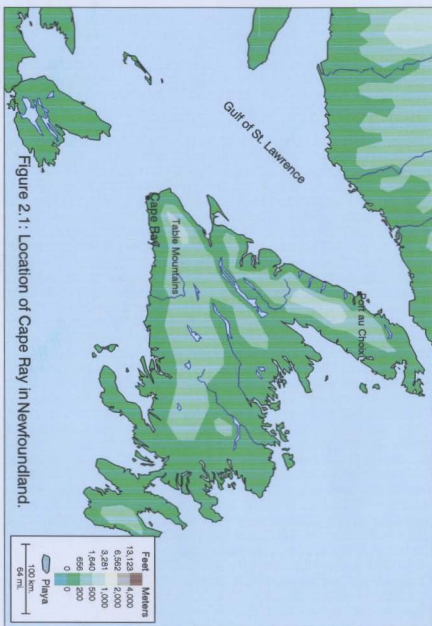 Gulf of St. Lawrence
Port au Choix
Table Mountains
Cape Ray
Feet Meters
13,123 4,000
6,562 2,000
3,281 1,000
1,640 500
656 200
0 0
Playa
100 km.
64 mi.
Figure 2.1: Location of Cape Ray in Newfoundland.